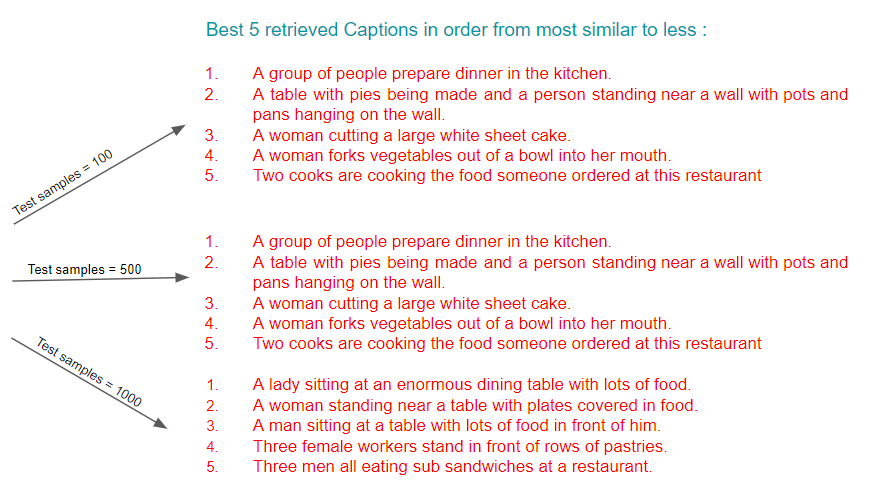 Best 5 retrieved Captions in order from most similar to less :
Test samples = 100
1. A group of people prepare dinner in the kitchen.
2. A table with pies being made and a person standing near a wall with pots and
pans hanging on the wall.
3. A woman cutting a large white sheet cake.
4. A woman forks vegetables out of a bowl into her mouth.
5. Two cooks are cooking the food someone ordered at this restaurant
Test samples = 500
1. A group of people prepare dinner in the kitchen.
2. A table with pies being made and a person standing near a wall with pots and
pans hanging on the wall.
3. A woman cutting a large white sheet cake.
4. A woman forks vegetables out of a bowl into her mouth.
5. Two cooks are cooking the food someone ordered at this restaurant
Test samples = 1000
1. A lady sitting at an enormous dining table with lots of food.
2. A woman standing near a table with plates covered in food.
3. A man sitting at a table with lots of food in front of him.
4. Three female workers stand in front of rows of pastries.
5. Three men all eating sub sandwiches at a restaurant.